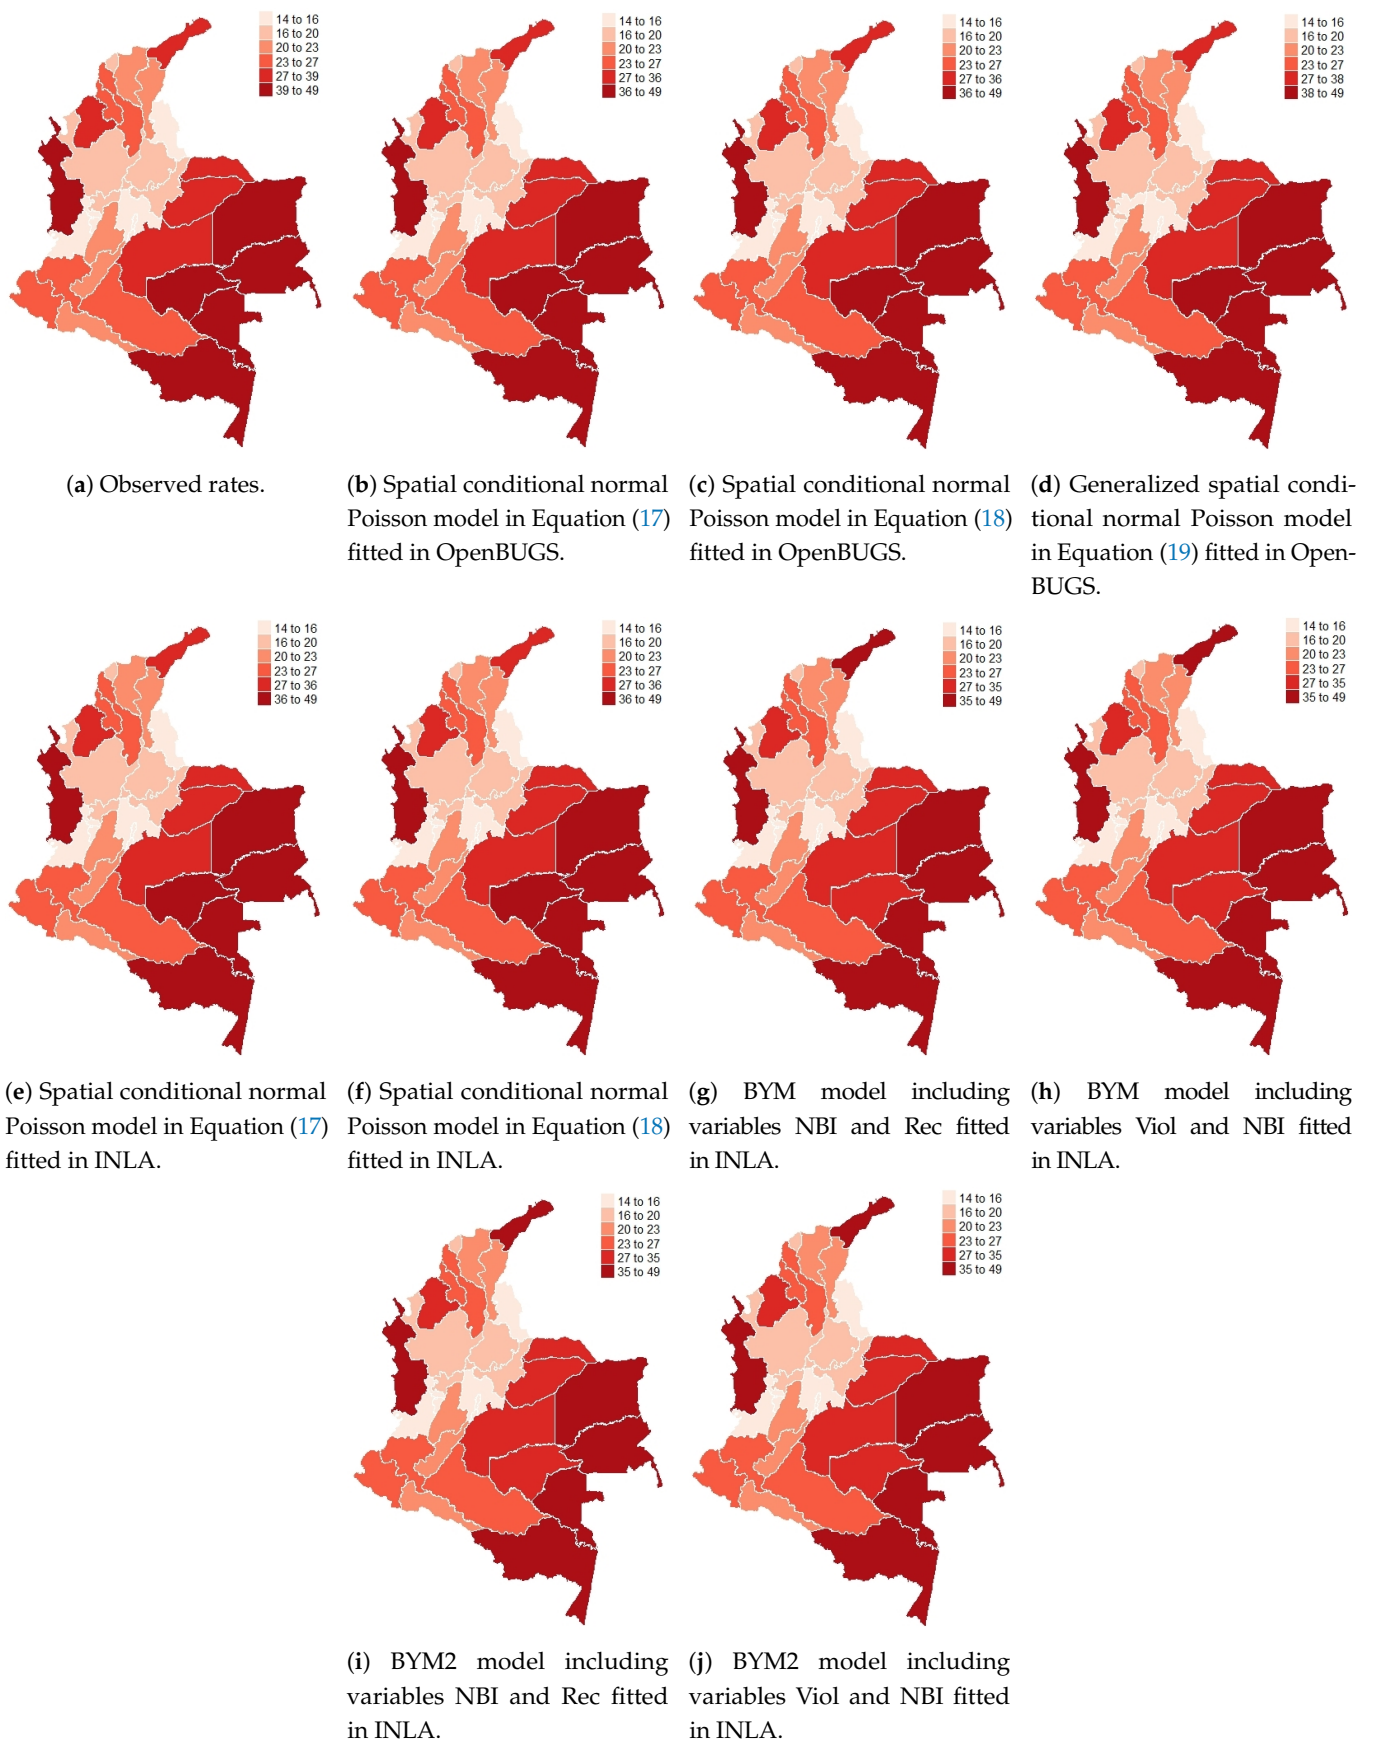 14 to 16
16 to 20
20 to 23
23 to 27
27 to 39
39 to 49
14 to 16
16 to 20
20 to 23
23 to 27
27 to 36
36 to 49
14 to 16
16 to 20
20 to 23
23 to 27
27 to 36
36 to 49
14 to 16
16 to 20
20 to 23
23 to 27
27 to 38
38 to 49
(a) Observed rates.
(b) Spatial conditional normal
Poisson model in Equation (17)
fitted in OpenBUGS.
(c) Spatial conditional normal
Poisson model in Equation (18)
fitted in OpenBUGS.
(d) Generalized spatial condi-
tional normal Poisson model
in Equation (19) fitted in Open-
BUGS.
14 to 16
16 to 20
20 to 23
23 to 27
27 to 36
36 to 49
14 to 16
16 to 20
20 to 23
23 to 27
27 to 36
36 to 49
14 to 16
16 to 20
20 to 23
23 to 27
27 to 35
35 to 49
14 to 16
16 to 20
20 to 23
23 to 27
27 to 35
35 to 49
(e) Spatial conditional normal
Poisson model in Equation (17)
fitted in INLA.
(f) Spatial conditional normal
Poisson model in Equation (18)
fitted in INLA.
(g) BYM model including
variables NBI and Rec fitted
in INLA.
(h) BYM model including
variables Viol and NBI fitted
in INLA.
14 to 16
16 to 20
20 to 23
23 to 27
27 to 35
35 to 49
14 to 16
16 to 20
20 to 23
23 to 27
27 to 35
35 to 49
(i) BYM2 model including
variables NBI and Rec fitted
in INLA.
(j) BYM2 model including
variables Viol and NBI fitted
in INLA.